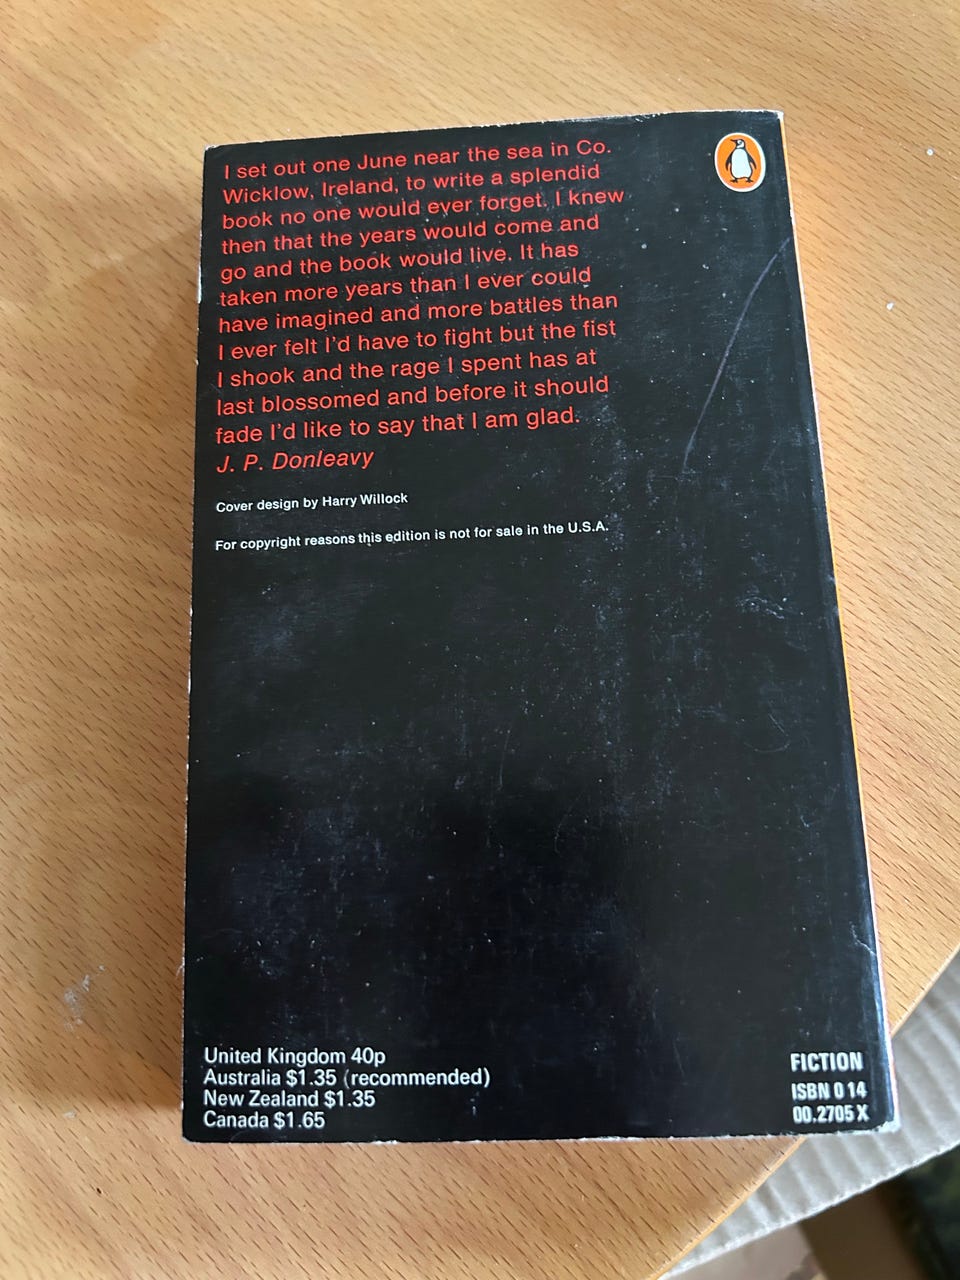 I set out one June near the sea in Co.
Wicklow, Ireland, to write a splendid
book no one would ever forget. I knew
then that the years would come and
go and the book would live. It has
taken more years than I ever could
have imagined and more battles than
I ever felt I'd have to fight but the fist
I shook and the rage I spent has at
last blossomed and before it should
fade I'd like to say that I am glad.
J. P. Donleavy
Cover design by Harry Willock
For copyright reasons this edition is not for sale in the U.S.A.
United Kingdom 40p
Australia $1.35 (recommended)
New Zealand $1.35
Canada $1.65
FICTION
ISBN 0 14
00.2705 X